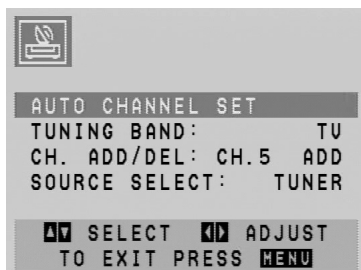 AUTO CHANNEL SET
TUNING BAND: TV
CH. ADD/DEL: CH.5 ADD
SOURCE SELECT: TUNER
▲▼ SELECT ◀▶ ADJUST
TO EXIT PRESS MENU